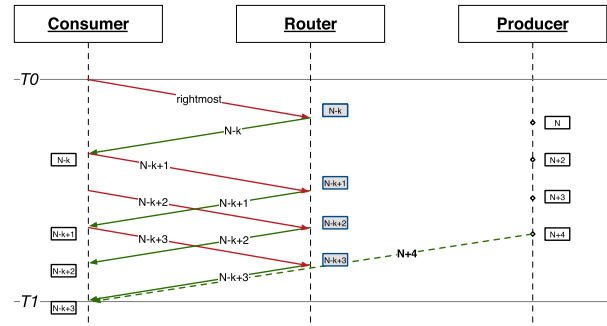 Consumer Router Producer
T0
rightmost
N-k
N
N-k
N-k
N+2
N-k+1
N-k+1
N+3
N-k+2
N-k+1
N-k+2
N-k+1
N-k+3
N-k+2
N+4
N+4
N-k+2
N-k+3
N-k+3
T1
N-k+3